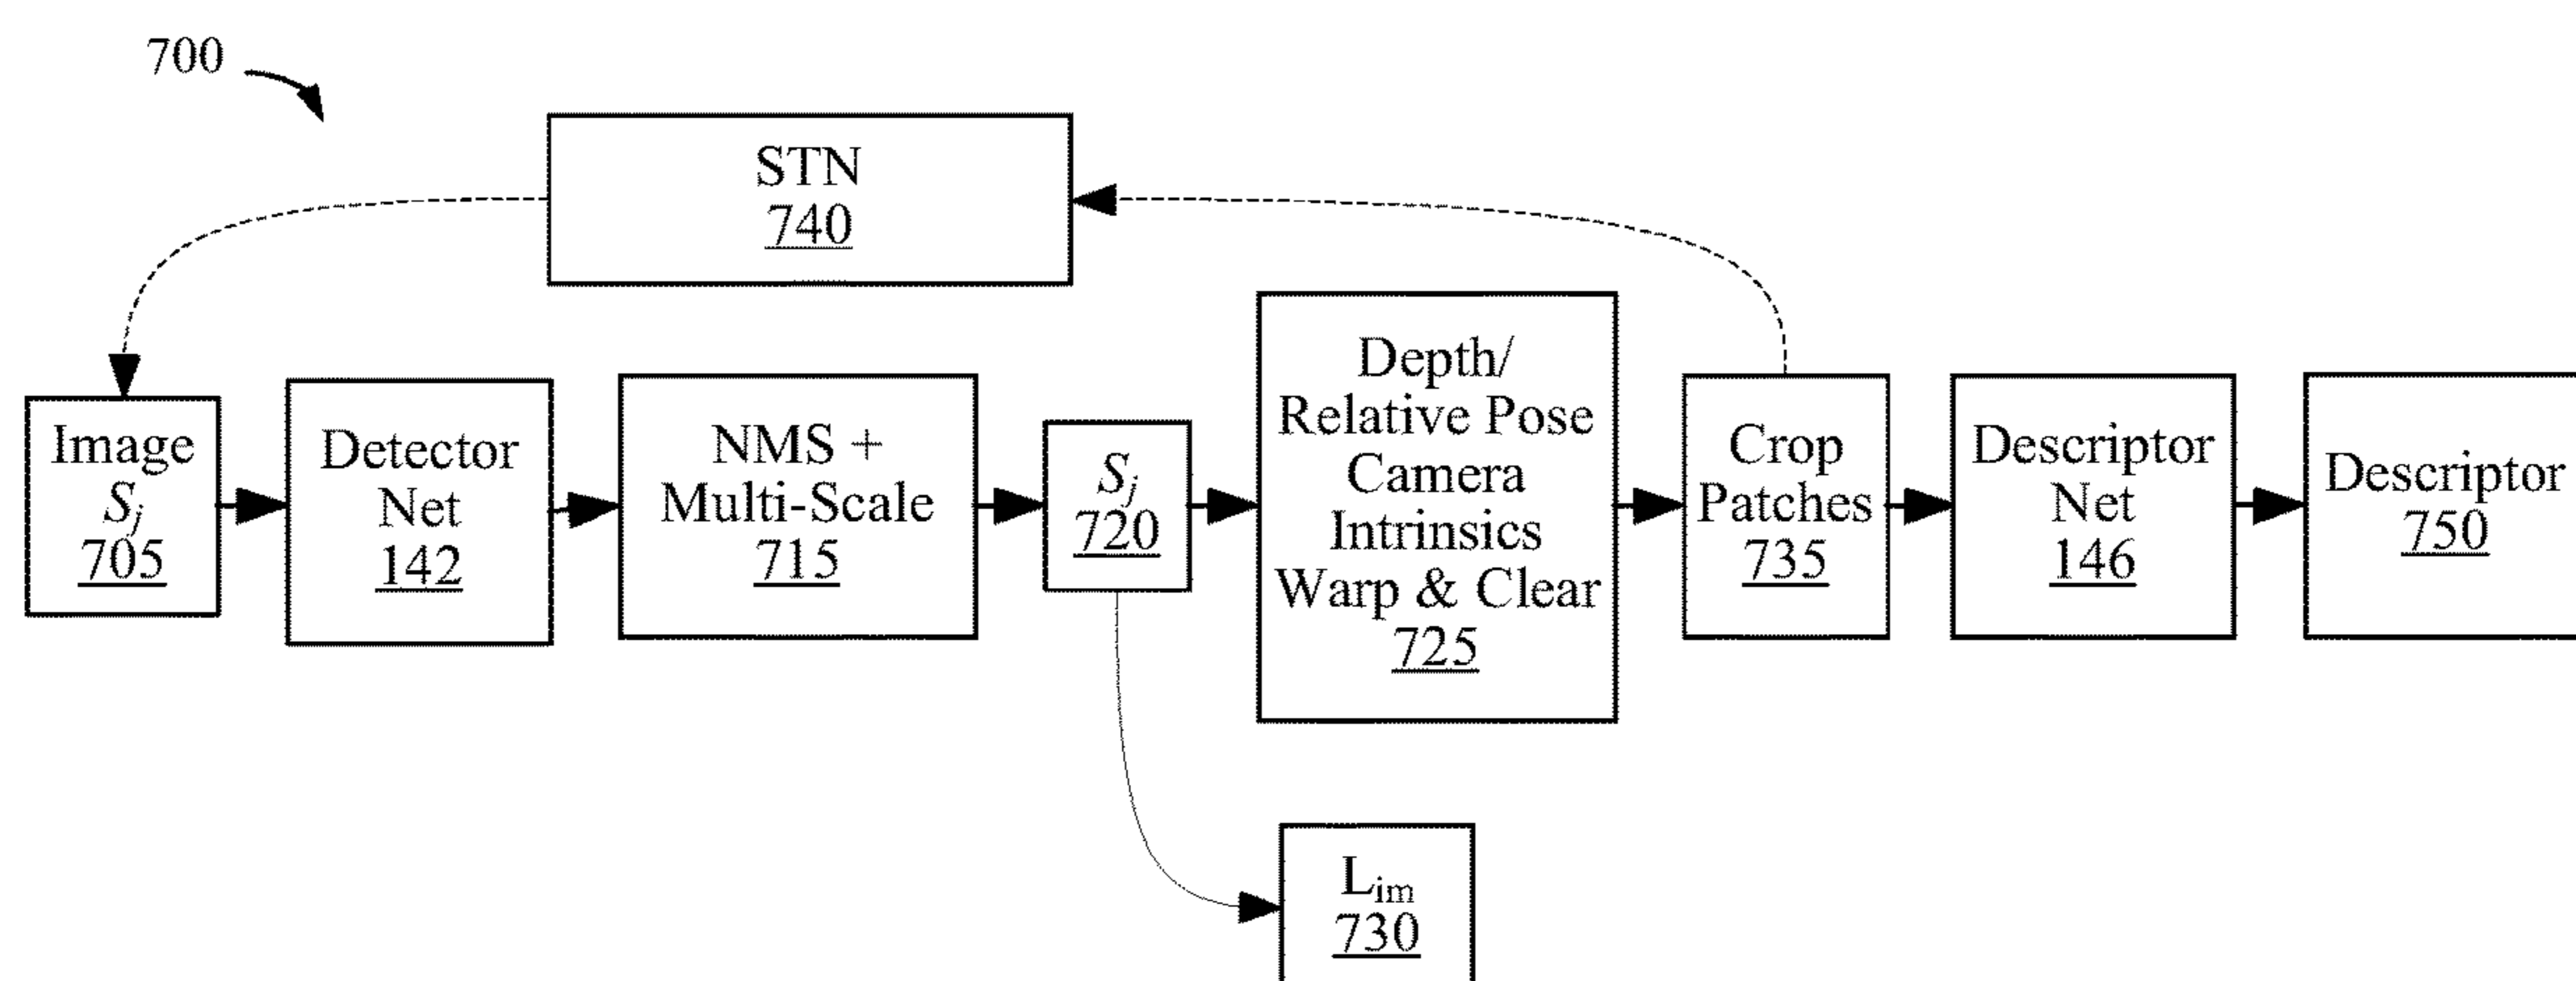 700
STN
740
Image
Sj
705
Detector
Net
142
NMS +
Multi-Scale
715
Sj
720
Depth/
Relative Pose
Camera
Intrinsics
Warp & Clear
725
Crop
Patches
735
Descriptor
Net
146
Descriptor
750
Lim
730